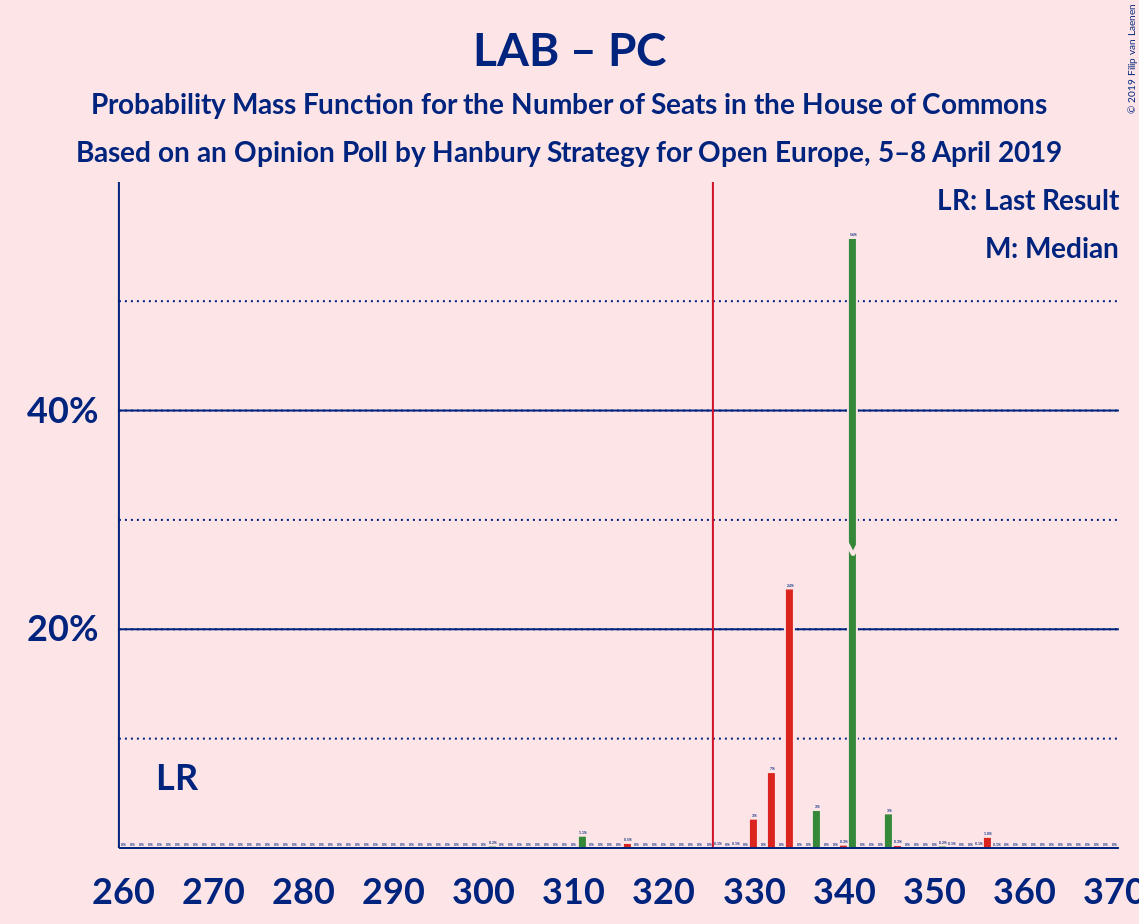 LAB – PC
Probability Mass Function for the Number of Seats in the House of Commons
Based on an Opinion Poll by Hanbury Strategy for Open Europe, 5–8 April 2019
© 2019 Filip van Laenen
LR: Last Result
M: Median
40%
20%
LR
260 270 280 290 300 310 320 330 340 350 360 370